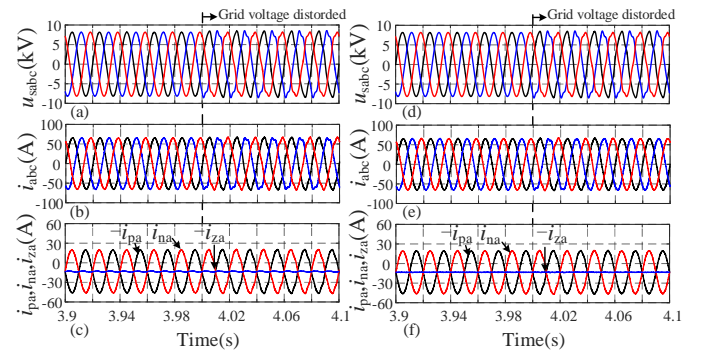 Grid voltage distorded
10
5
0
-5
-10
u_sabc(kV)
(a)
100
50
0
-50
-100
i_abc(A)
(b)
60
30
0
-30
-60
i_pa,i_na,i_za(A)
−i_pa i_na −i_za
3.9 3.94 3.98 4.02 4.06 4.1
(c) Time(s)
Grid voltage distorded
10
5
0
-5
-10
u_sabc(kV)
(d)
100
50
0
-50
-100
i_abc(A)
(e)
60
30
0
-30
-60
i_pa,i_na,i_za(A)
−i_pa i_na −i_za
3.9 3.94 3.98 4.02 4.06 4.1
(f) Time(s)